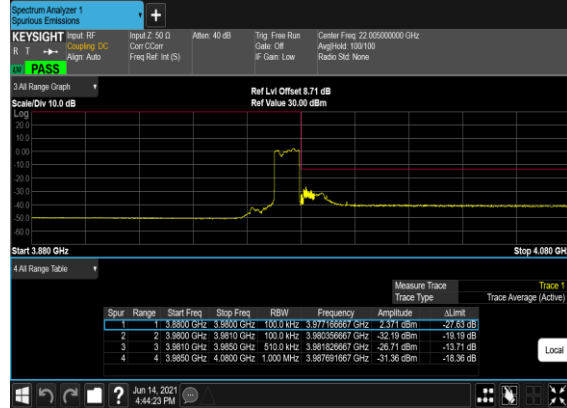 Spectrum Analyzer 1
Spurious Emissions
KEYSIGHT Input: RF Input Z: 50 Ω Atten: 40 dB Trig: Free Run Center Freq: 22.005000000 GHz
R T Coupling: DC Corr CCorr Gate: Off Avg|Hold: 100/100
Align: Auto Freq Ref: Int (S) IF Gain: Low Radio Std: None
PASS
3 All Range Graph
Ref Lvl Offset 8.71 dB
Scale/Div 10.0 dB Ref Value 30.00 dBm
Log
20.0
10.0
0.00
-10.0
-20.0
-30.0
-40.0
-50.0
-60.0
Start 3.880 GHz Stop 4.080 GH
4 All Range Table
Measure Trace Trace 1
Trace Type Trace Average (Active)
Spur Range Start Freq Stop Freq RBW Frequency Amplitude ΔLimit
1 1 3.8800 GHz 3.9800 GHz 100.0 kHz 3.977166667 GHz 2.371 dBm -27.63 dB
2 2 3.9800 GHz 3.9810 GHz 100.0 kHz 3.980356667 GHz -32.19 dBm -19.19 dB
3 3 3.9810 GHz 3.9850 GHz 510.0 kHz 3.981826667 GHz -26.71 dBm -13.71 dB
4 4 3.9850 GHz 4.0800 GHz 1.000 MHz 3.987691667 GHz -31.36 dBm -18.36 dB
Local
? Jun 14, 2021
4:44:23 PM